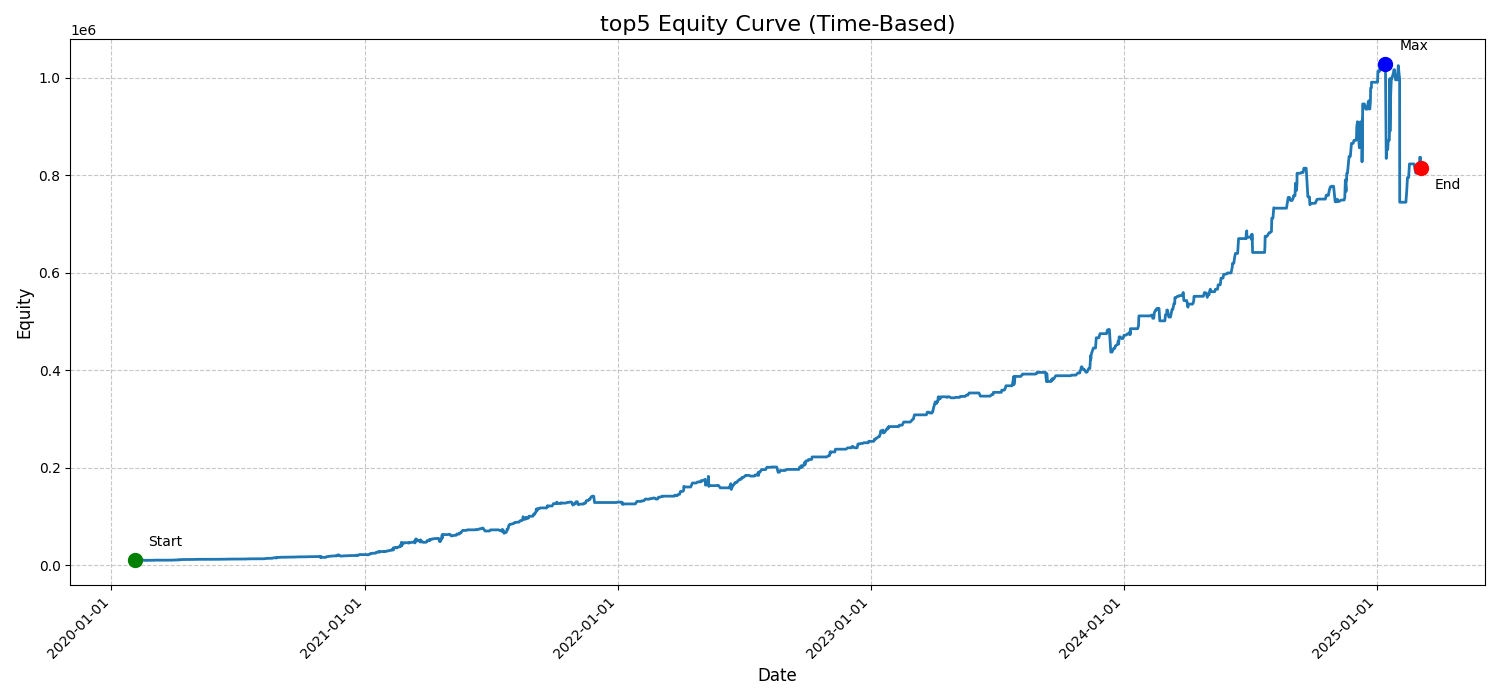 top5 Equity Curve (Time-Based)
1e6
Max
1.0
0.8
End
0.6
Equity
0.4
0.2
Start
0.0
2020-01-01
2021-01-01
2022-01-01
2023-01-01
2024-01-01
2025-01-01
Date